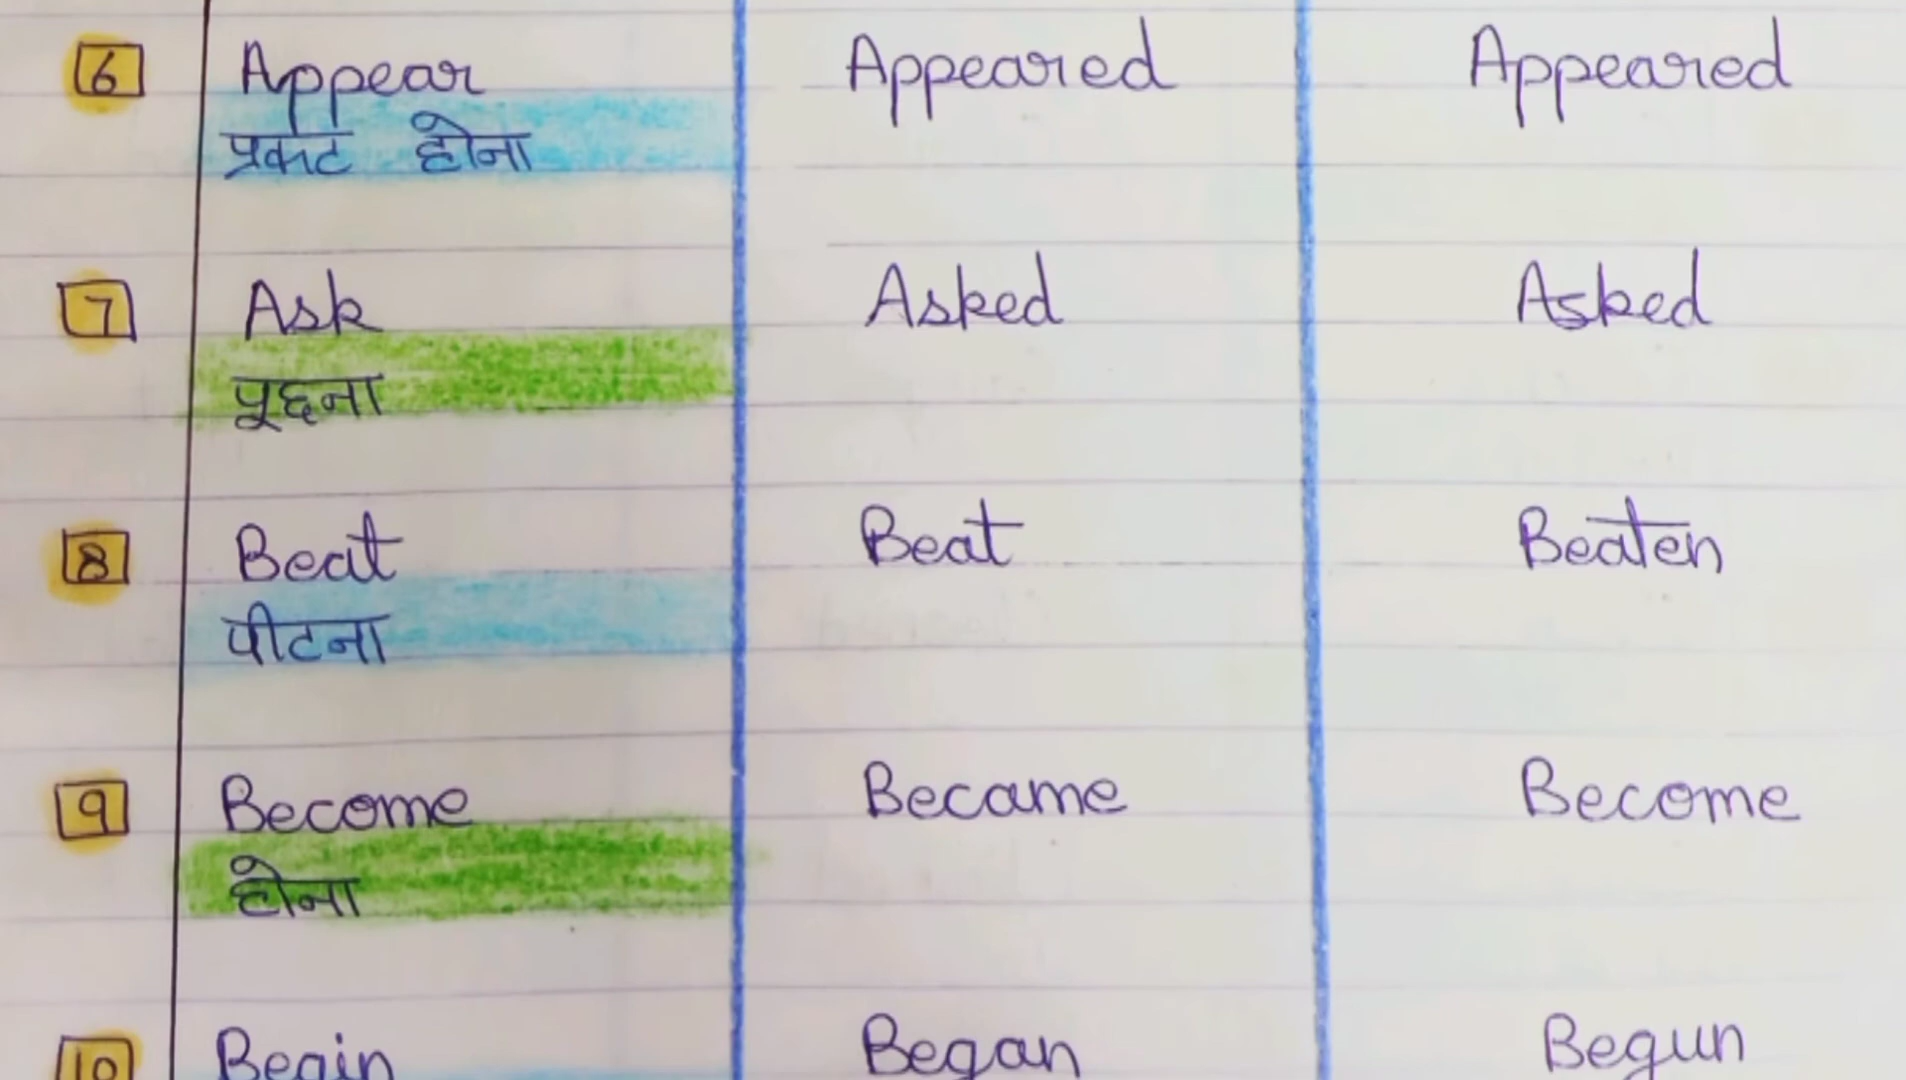 6 Appear Appeared Appeared
प्रकट होना
7 Ask Asked Asked
पूछना
8 Beat Beat Beaten
पीटना
9 Become Became Become
होना
10 Begin Began Begun